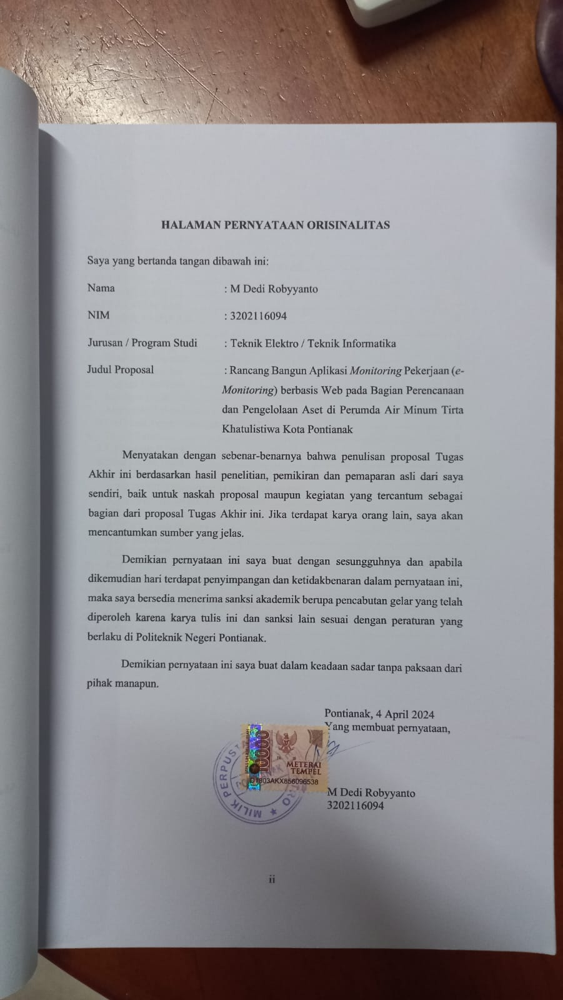 HALAMAN PERNYATAAN ORISINALITAS
Saya yang bertanda tangan dibawah ini:
Nama : M Dedi Robyyanto
NIM : 3202116094
Jurusan / Program Studi : Teknik Elektro / Teknik Informatika
Judul Proposal : Rancang Bangun Aplikasi Monitoring Pekerjaan (e-
Monitoring) berbasis Web pada Bagian Perencanaan
dan Pengelolaan Aset di Perumda Air Minum Tirta
Khatulistiwa Kota Pontianak
Menyatakan dengan sebenar-benarnya bahwa penulisan proposal Tugas
Akhir ini berdasarkan hasil penelitian, pemikiran dan pemaparan asli dari saya
sendiri, baik untuk naskah proposal maupun kegiatan yang tercantum sebagai
bagian dari proposal Tugas Akhir ini. Jika terdapat karya orang lain, saya akan
mencantumkan sumber yang jelas.
Demikian pernyataan ini saya buat dengan sesungguhnya dan apabila
dikemudian hari terdapat penyimpangan dan ketidakbenaran dalam pernyataan ini,
maka saya bersedia menerima sanksi akademik berupa pencabutan gelar yang telah
diperoleh karena karya tulis ini dan sanksi lain sesuai dengan peraturan yang
berlaku di Politeknik Negeri Pontianak.
Demikian pernyataan ini saya buat dalam keadaan sadar tanpa paksaan dari
pihak manapun.
Pontianak, 4 April 2024
Yang membuat pernyataan,
10000
METERAI
TEMPEL
D1803AKX856096538
MILIK
M Dedi Robyyanto
3202116094
ii